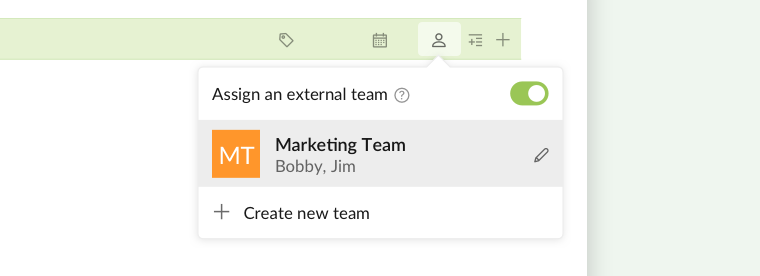 Assign an external team ?
MT
Marketing Team
Bobby, Jim
Create new team